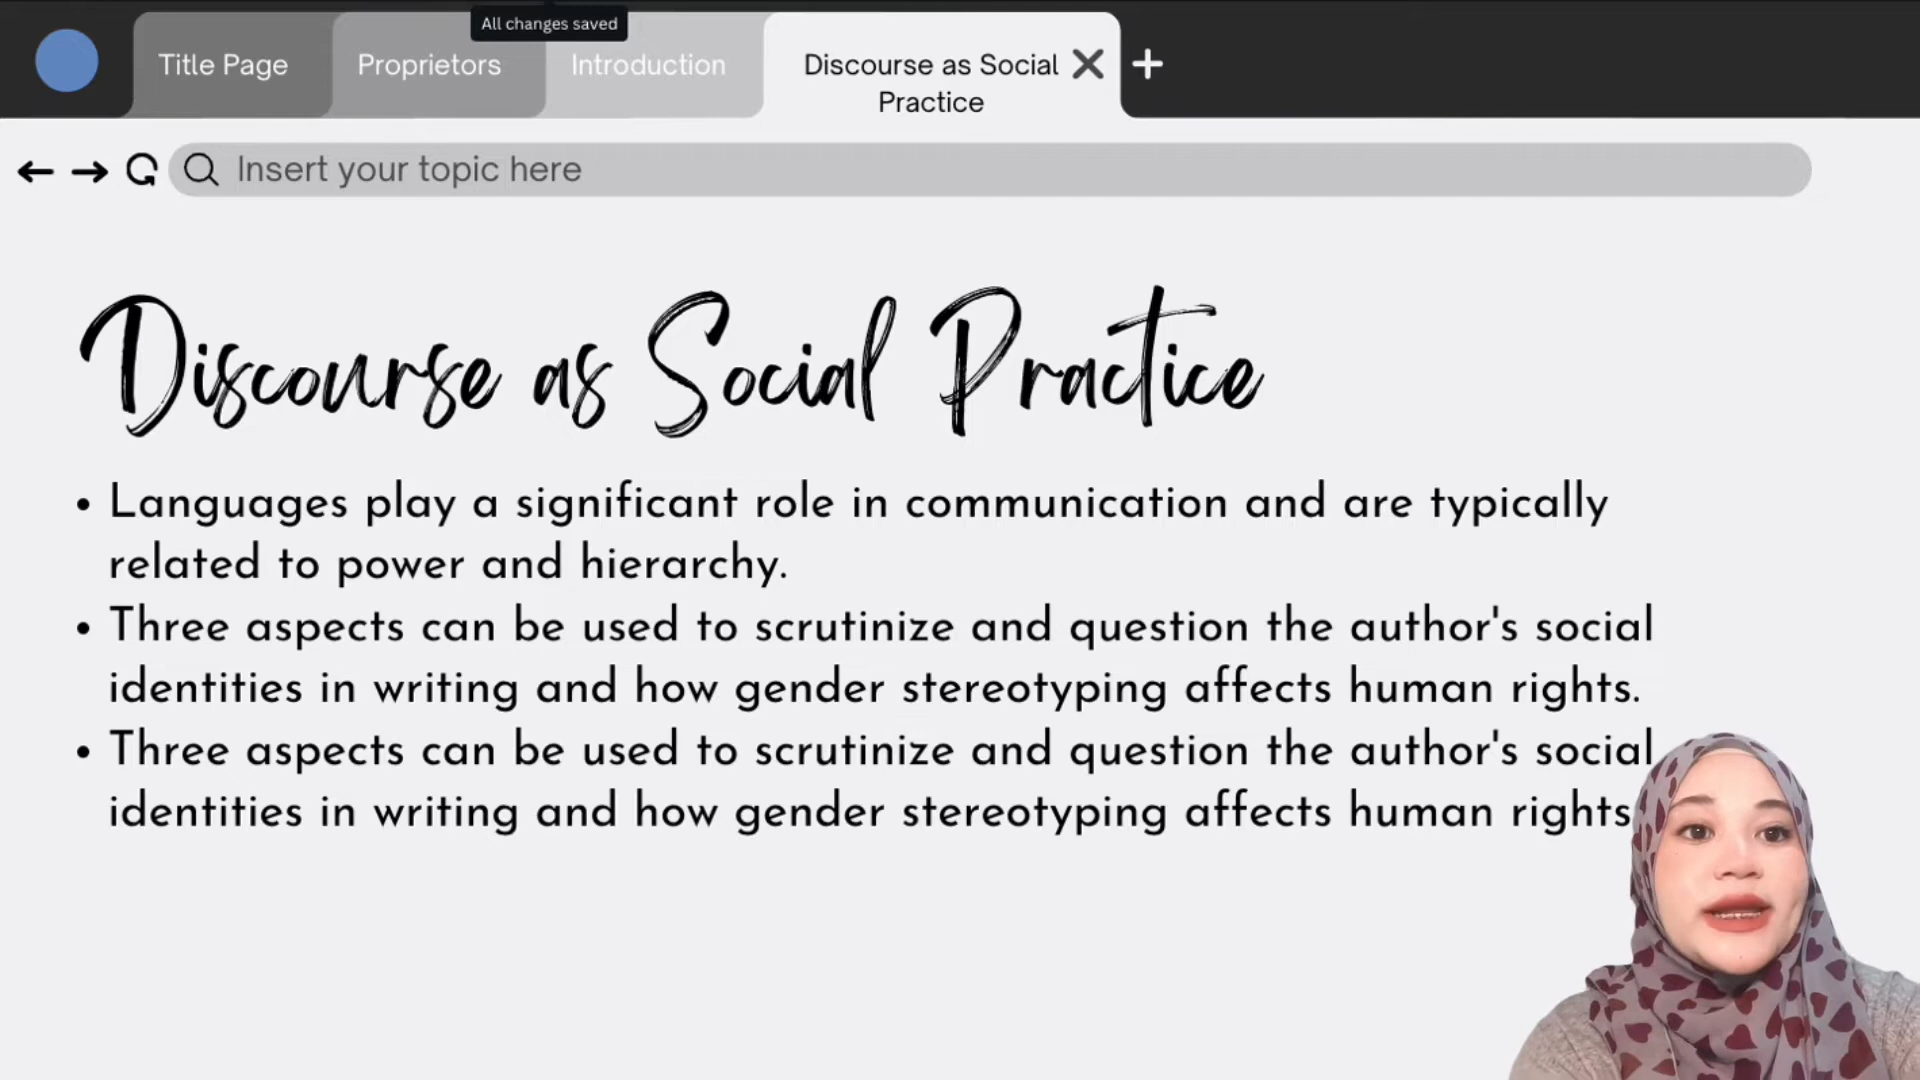 All changes saved
Title Page
Proprietors
Introduction
Discourse as Social
Practice
Insert your topic here
Discourse as Social Practice
• Languages play a significant role in communication and are typically
related to power and hierarchy.
• Three aspects can be used to scrutinize and question the author's social
identities in writing and how gender stereotyping affects human rights.
• Three aspects can be used to scrutinize and question the author's social
identities in writing and how gender stereotyping affects human rights